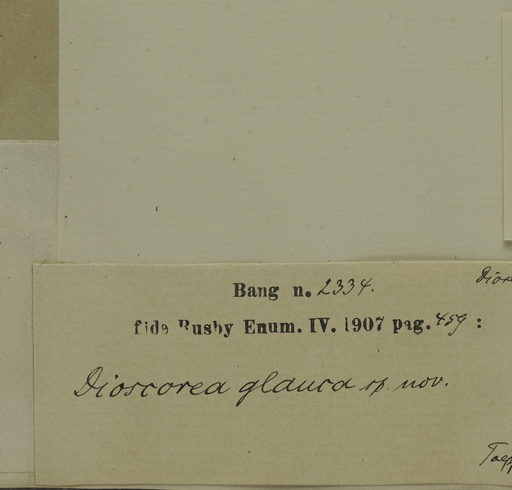 Bang n. 2334.
fide Rusby Enum. IV. 1907 pag. 459 :
Dioscorea glauca sp. nov.